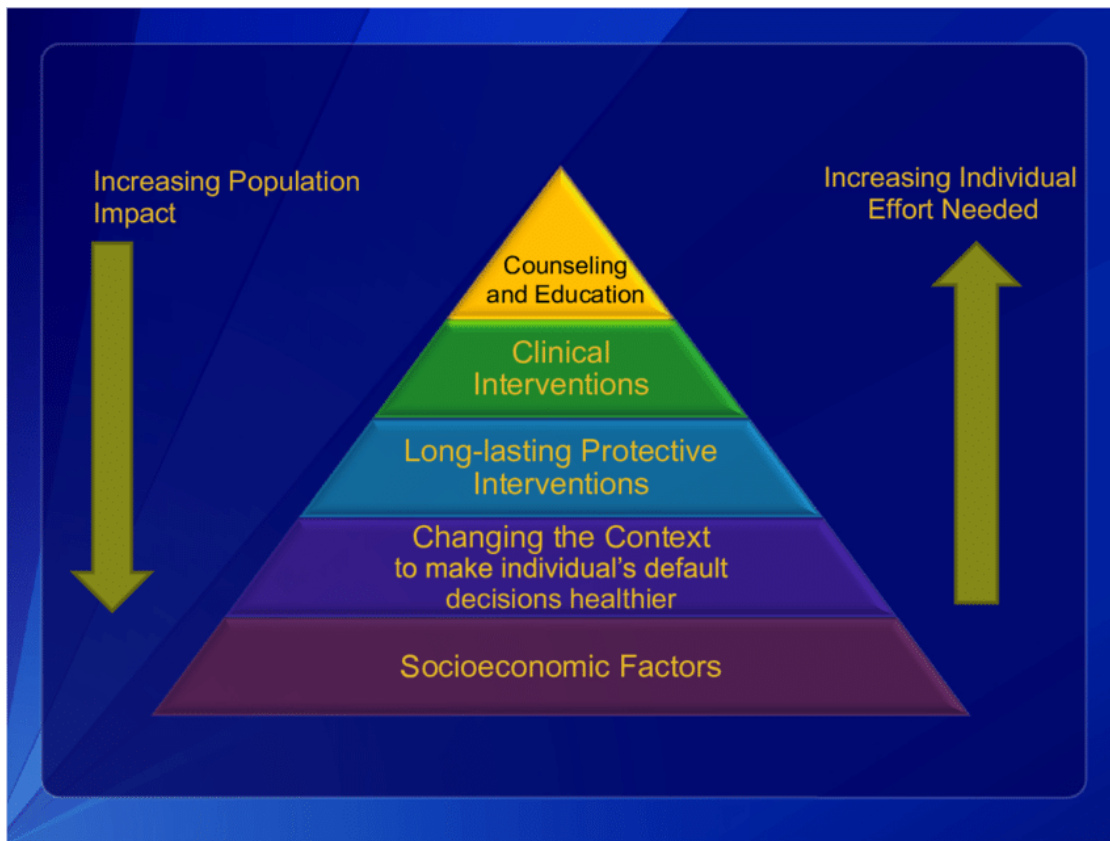 Increasing Population
Impact
Increasing Individual
Effort Needed
Counseling
and Education
Clinical
Interventions
Long-lasting Protective
Interventions
Changing the Context
to make individual's default
decisions healthier
Socioeconomic Factors